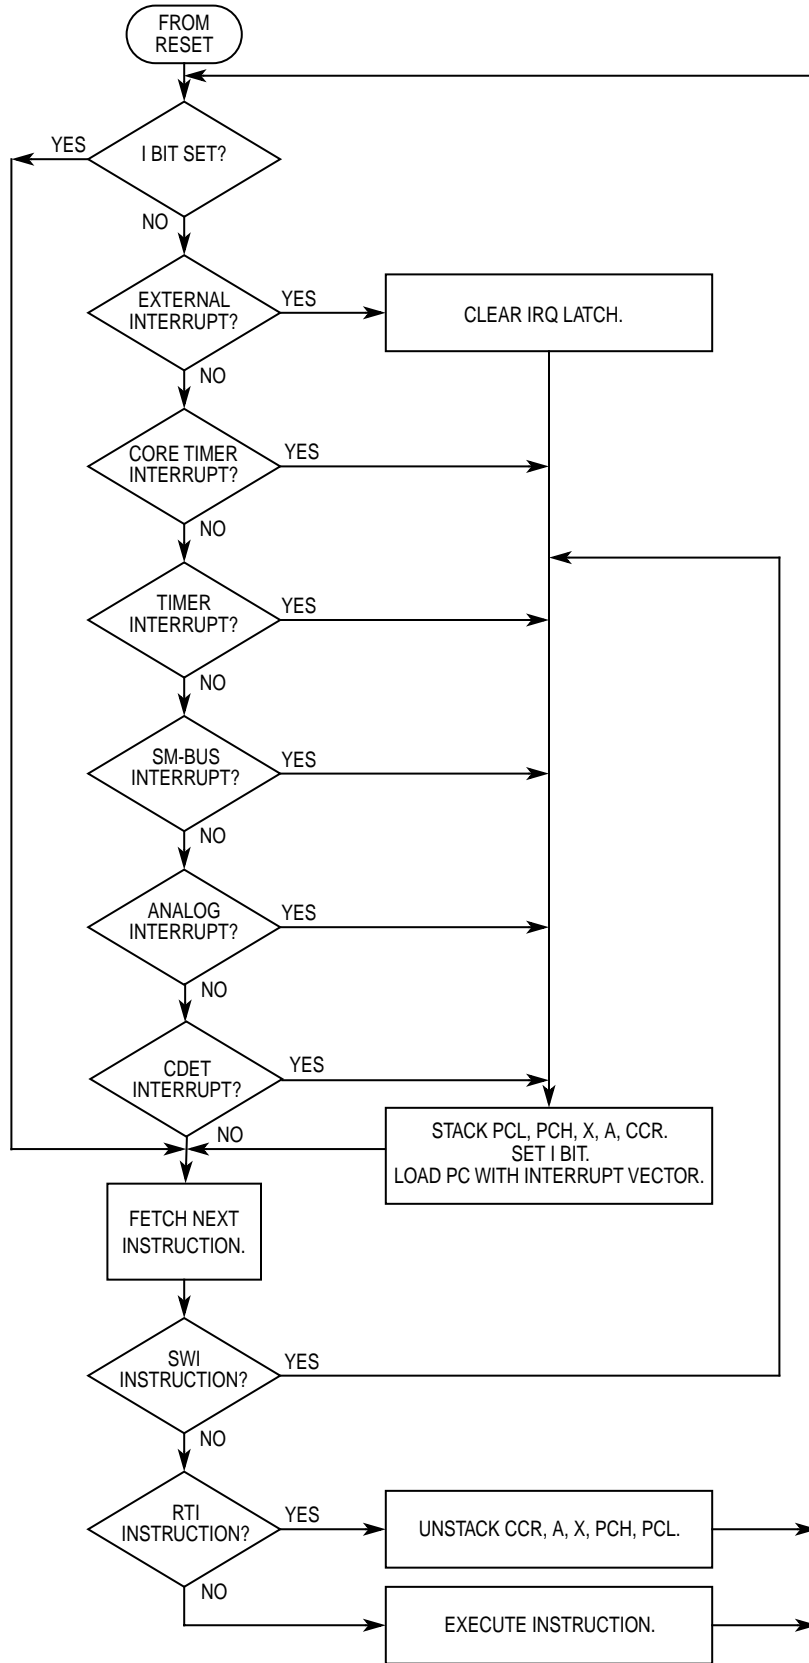 FROM
RESET
YES
I BIT SET?
NO
EXTERNAL
INTERRUPT?
YES
CLEAR IRQ LATCH.
NO
CORE TIMER
INTERRUPT?
YES
NO
TIMER
INTERRUPT?
YES
NO
SM-BUS
INTERRUPT?
YES
NO
ANALOG
INTERRUPT?
YES
NO
CDET
INTERRUPT?
YES
NO
STACK PCL, PCH, X, A, CCR.
SET I BIT.
LOAD PC WITH INTERRUPT VECTOR.
FETCH NEXT
INSTRUCTION.
SWI
INSTRUCTION?
YES
NO
RTI
INSTRUCTION?
YES
UNSTACK CCR, A, X, PCH, PCL.
NO
EXECUTE INSTRUCTION.